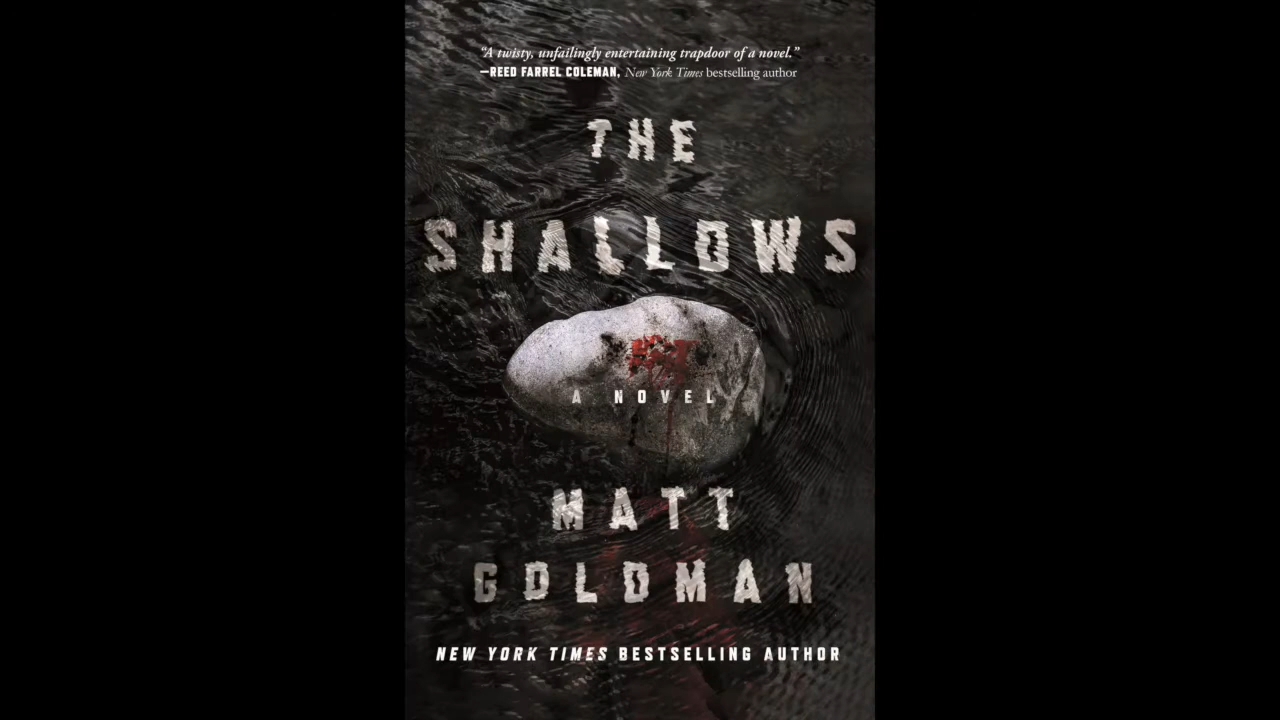 “A twisty, unfailingly entertaining trapdoor of a novel.”
—REED FARREL COLEMAN, New York Times bestselling author
THE
SHALLOWS
A NOVEL
MATT
GOLDMAN
NEW YORK TIMES BESTSELLING AUTHOR